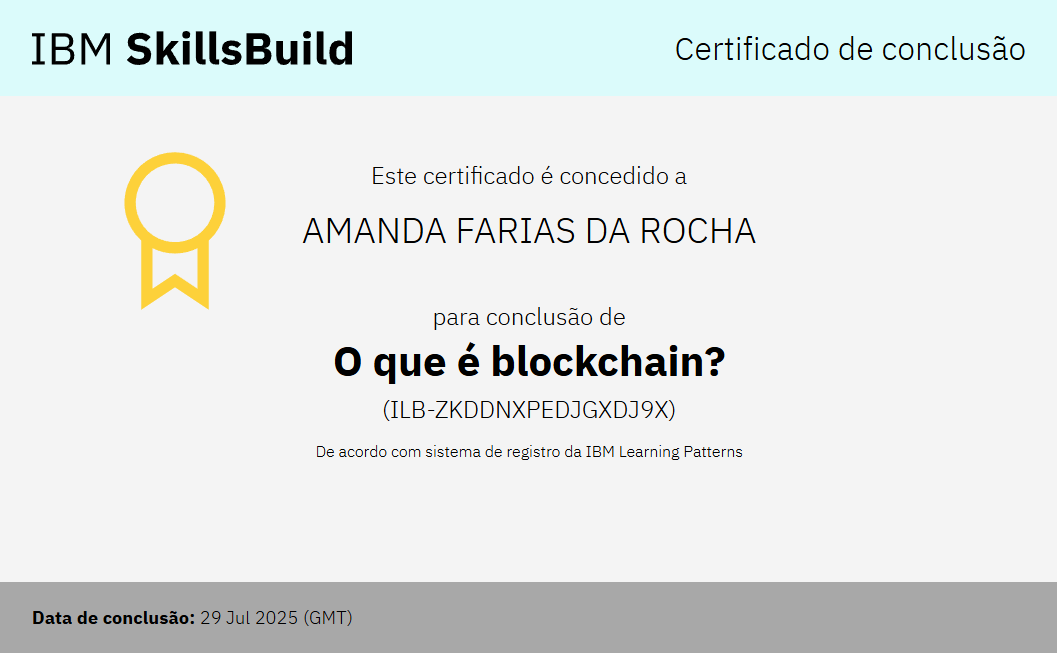 IBM SkillsBuild
Certificado de conclusão
Este certificado é concedido a
AMANDA FARIAS DA ROCHA
para conclusão de
O que é blockchain?
(ILB-ZKDDNXPEDJGXDJ9X)
De acordo com sistema de registro da IBM Learning Patterns
Data de conclusão: 29 Jul 2025 (GMT)